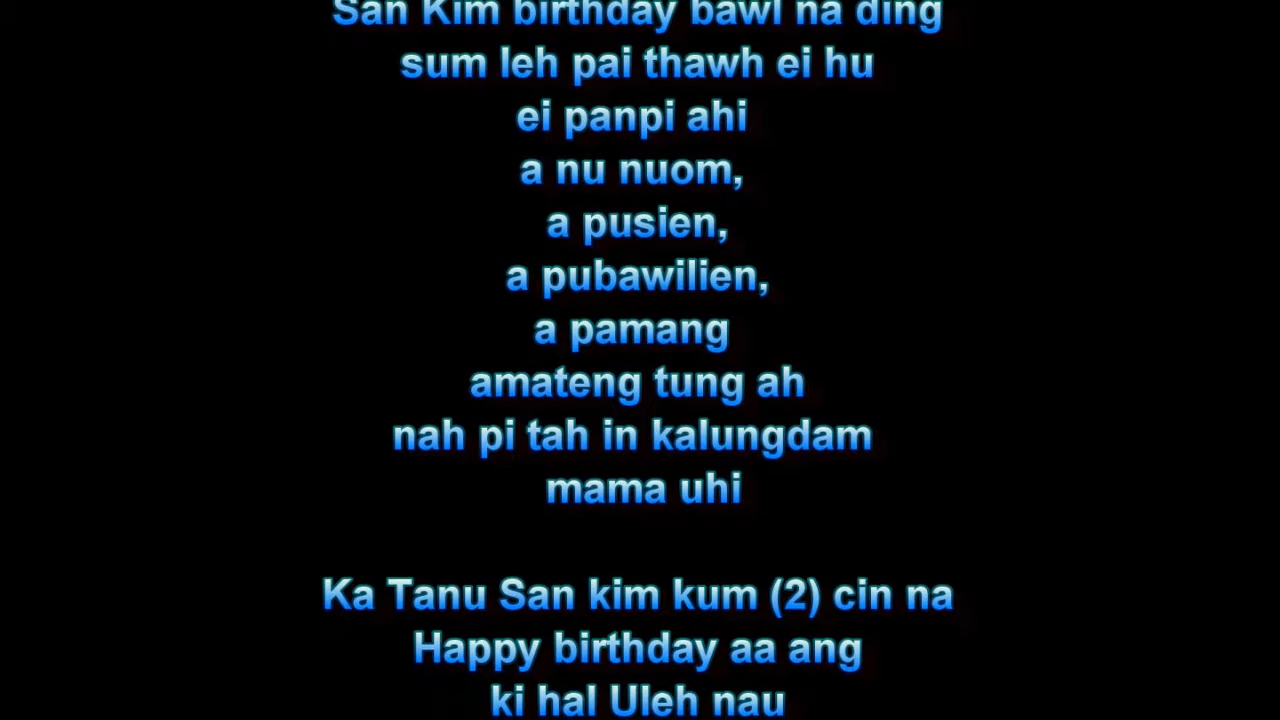 San Kim birthday bawl na ding
sum leh pai thawh ei hu
ei panpi ahi
a nu nuom,
a pusien,
a pubawilien,
a pamang
amateng tung ah
nah pi tah in kalungdam
mama uhi
Ka Tanu San kim kum (2) cin na
Happy birthday aa ang
ki hal Uleh nau